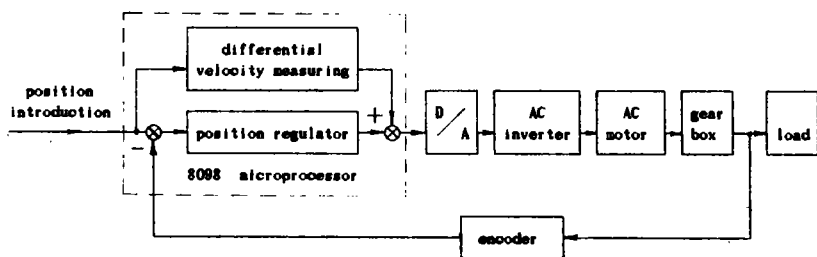 differential
velocity measuring
position
introduction
position regulator
+
−
8098 microprocessor
D/A
AC
inverter
AC
motor
gear
box
load
encoder